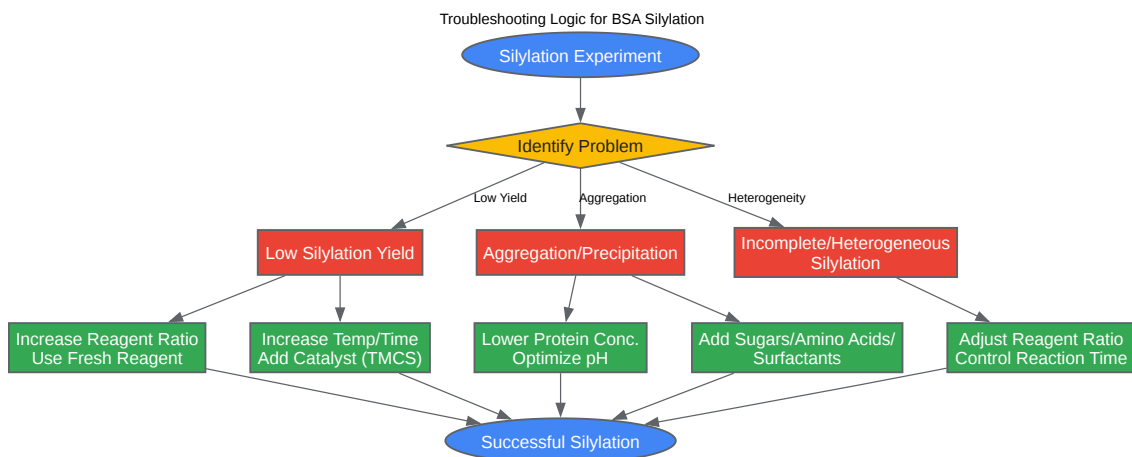 Troubleshooting Logic for BSA Silylation
Silylation Experiment
Identify Problem
Low Yield
Aggregation
Heterogeneity
Low Silylation Yield
Aggregation/Precipitation
Incomplete/Heterogeneous
Silylation
Increase Reagent Ratio
Use Fresh Reagent
Increase Temp/Time
Add Catalyst (TMCS)
Lower Protein Conc.
Optimize pH
Add Sugars/Amino Acids/
Surfactants
Adjust Reagent Ratio
Control Reaction Time
Successful Silylation